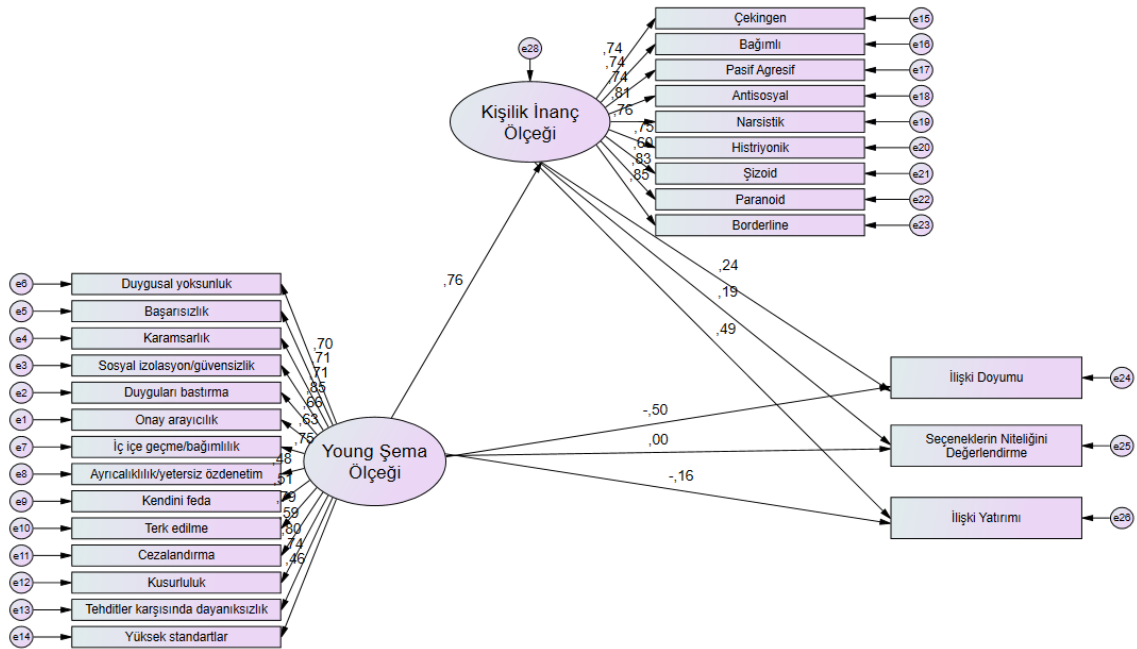 Çekingen
e15
e28
Bağımlı
e16
,74
,74
Pasif Agresif
e17
,74
,81
Antisosyal
e18
Kişilik İnanç
Ölçeği
,76
Narsistik
e19
,75
Histriyonik
e20
,60
,83
Şizoid
e21
,85
Paranoid
e22
Borderline
e23
,76
,24
,19
,49
e6
Duygusal yoksunluk
e5
Başarısızlık
e4
Karamsarlık
e3
Sosyal izolasyon/güvensizlik
e2
Duyguları bastırma
e1
Onay arayıcılık
e7
İç içe geçme/bağımlılık
e8
Ayrıcalıklılık/yetersiz özdenetim
e9
Kendini feda
e10
Terk edilme
e11
Cezalandırma
e12
Kusurluluk
e13
Tehditler karşısında dayanıksızlık
e14
Yüksek standartlar
,70
,71
,71
,85
,66
,63
,75
,48
,51
,79
,59
,80
,74
,46
Young Şema
Ölçeği
-,50
,00
-,16
İlişki Doyumu
e24
Seçeneklerin Niteliğini
Değerlendirme
e25
İlişki Yatırımı
e26